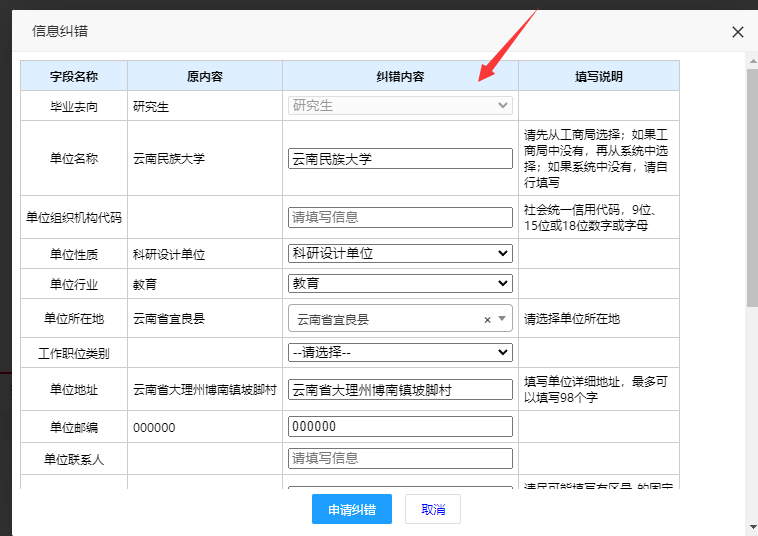 信息纠错
字段名称 原内容 纠错内容 填写说明
毕业去向 研究生 研究生
单位名称 云南民族大学 云南民族大学 请先从工商局选择；如果工
商局中没有，再从系统中选
择；如果系统中没有，请自
行填写
单位组织机构代码 请填写信息 社会统一信用代码，9位、
15位或18位数字或字母
单位性质 科研设计单位 科研设计单位
单位行业 教育 教育
单位所在地 云南省宜良县 云南省宜良县 × 请选择单位所在地
工作职位类别 --请选择--
单位地址 云南省大理州博南镇坡脚村 云南省大理州博南镇坡脚村 填写单位详细地址，最多可
以填写98个字
单位邮编 000000 000000
单位联系人 请填写信息
请尽可能填写有区号-的固定
申请纠错 取消